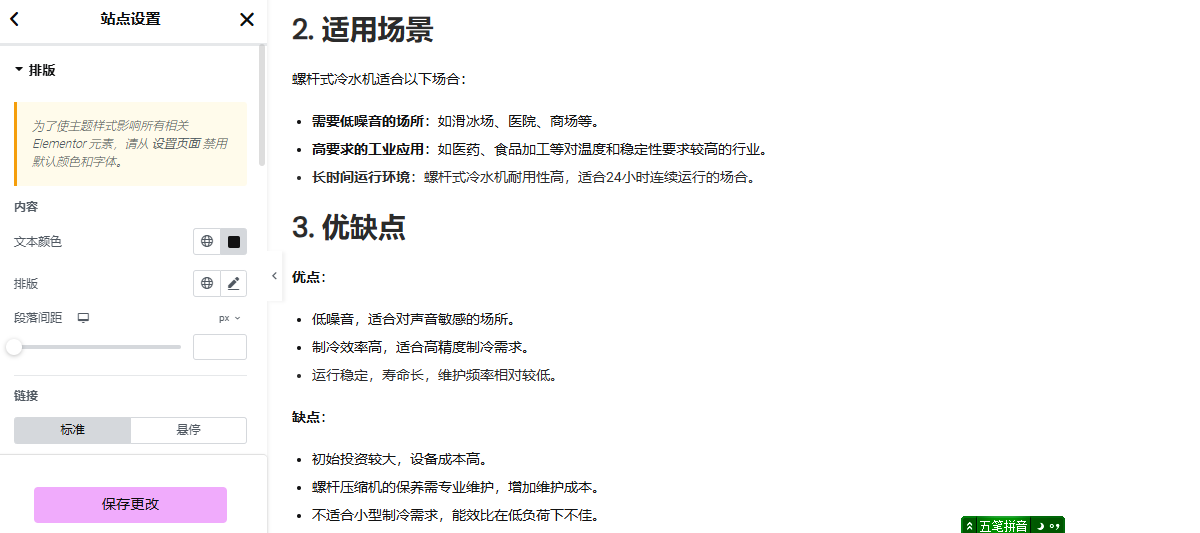 站点设置
排版
为了使主题样式影响所有相关
Elementor 元素，请从 设置页面 禁用
默认颜色和字体。
内容
文本颜色
排版
段落间距
px
链接
标准
悬停
保存更改
2. 适用场景
螺杆式冷水机适合以下场合：
需要低噪音的场所：如滑冰场、医院、商场等。
高要求的工业应用：如医药、食品加工等对温度和稳定性要求较高的行业。
长时间运行环境：螺杆式冷水机耐用性高，适合24小时连续运行的场合。
3. 优缺点
优点：
低噪音，适合对声音敏感的场所。
制冷效率高，适合高精度制冷需求。
运行稳定，寿命长，维护频率相对较低。
缺点：
初始投资较大，设备成本高。
螺杆压缩机的保养需专业维护，增加维护成本。
不适合小型制冷需求，能效比在低负荷下不佳。
五笔拼音